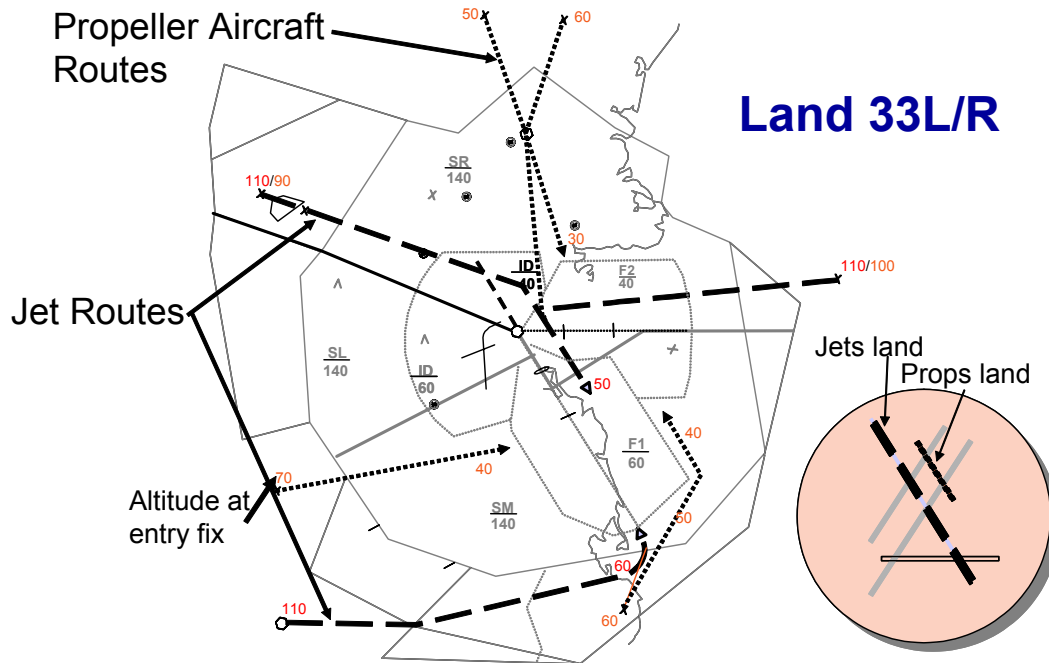 Propeller Aircraft
Routes
50
60
Land 33L/R
SR
140
110/90
30
ID
40
F2
40
110/100
Jet Routes
SL
140
ID
60
50
Jets land
Props land
70
40
40
F1
60
Altitude at
entry fix
SM
140
50
60
110
60